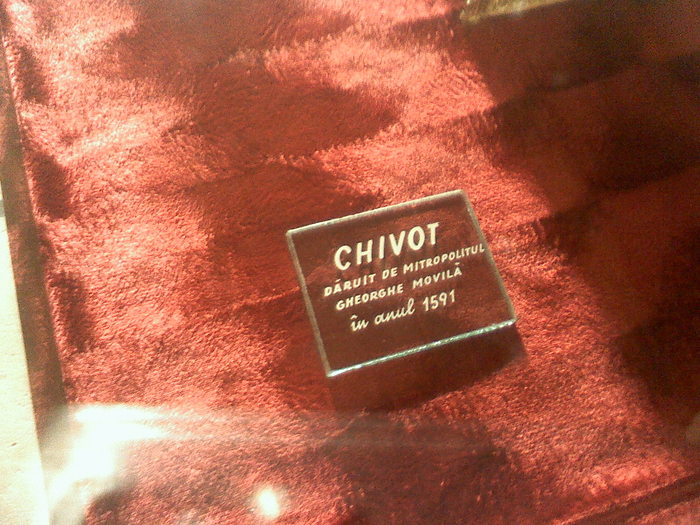 CHIVOT
DĂRUIT DE MITROPOLITUL
GHEORGHE MOVILĂ
în anul 1591